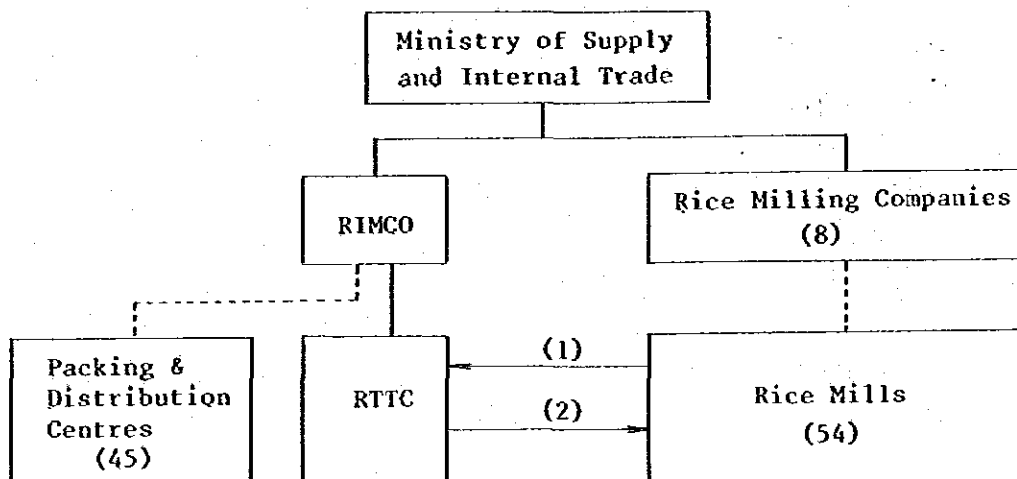 Ministry of Supply
and Internal Trade
RIMCO
Rice Milling Companies
(8)
Packing &
Distribution
Centres
(45)
RTTC
(1)
(2)
Rice Mills
(54)